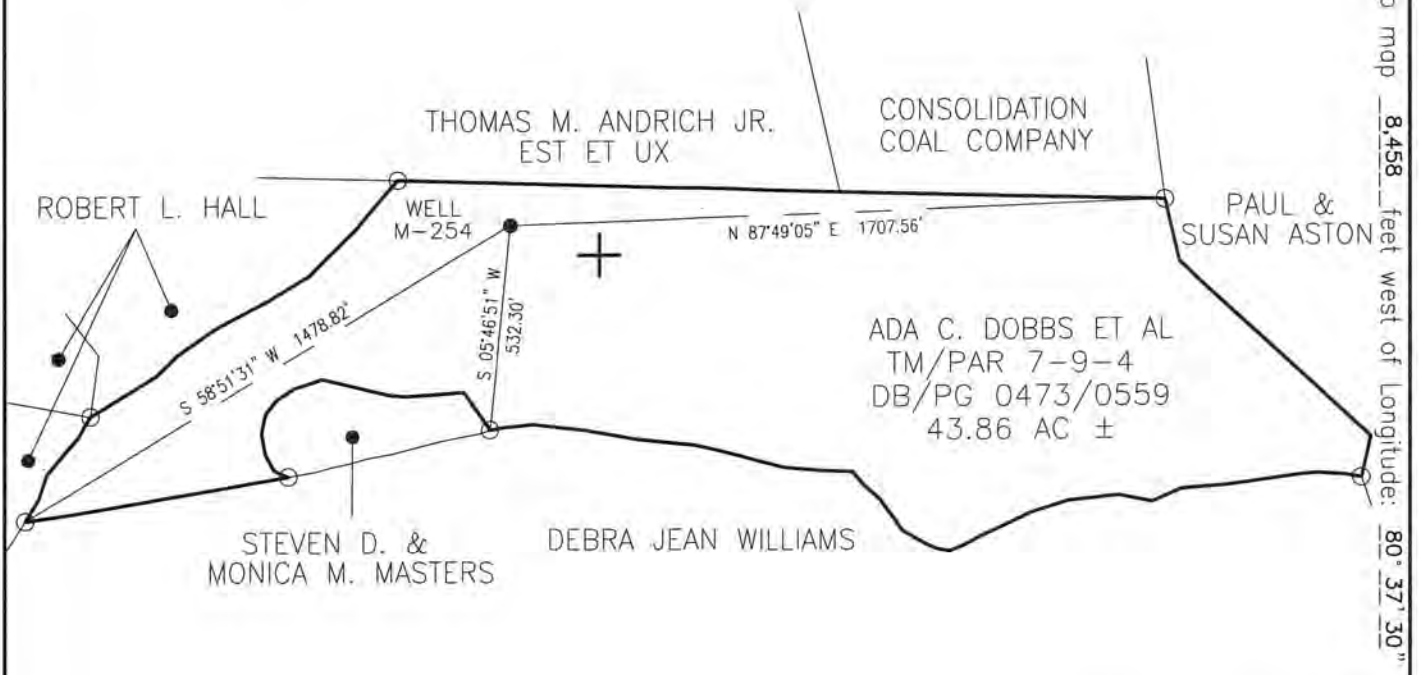 THOMAS M. ANDRICH JR.
EST ET UX
CONSOLIDATION
COAL COMPANY
ROBERT L. HALL
WELL
M-254
N 87°49'05" E 1707.56'
PAUL &
SUSAN ASTON
S 58°51'31" W 1478.82'
S 05°46'51" W
532.30'
ADA C. DOBBS ET AL
TM/PAR 7-9-4
DB/PG 0473/0559
43.86 AC ±
STEVEN D. &
MONICA M. MASTERS
DEBRA JEAN WILLIAMS
map 8,458 feet west of Longitude: 80° 37' 30"